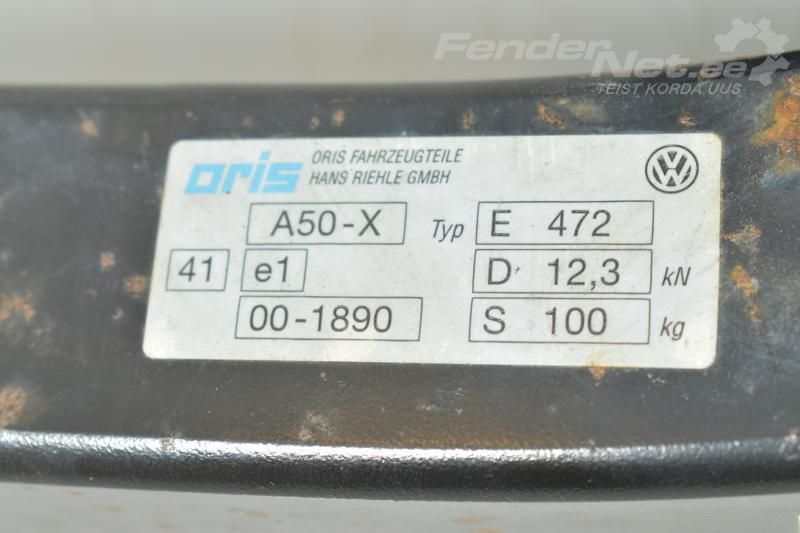 FenderNet.ee
TEIST KORDA UUS
oris ORIS FAHRZEUGTEILE
HANS RIEHLE GMBH
A50-X Typ E 472
41 e1 D 12,3 kN
00-1890 S 100 kg